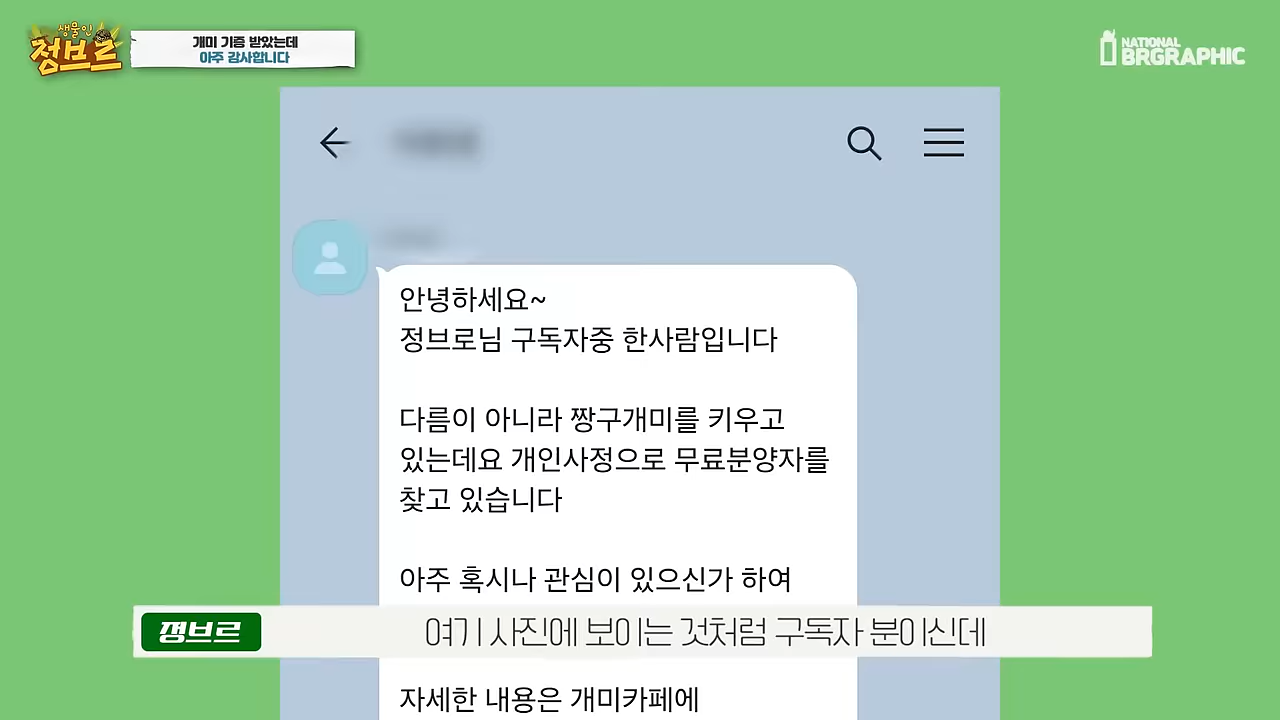 생물인
정브르
개미 기증 받았는데
아주 감사합니다
NATIONAL
BRGRAPHIC
안녕하세요~
정브로님 구독자중 한사람입니다
다름이 아니라 짱구개미를 키우고
있는데요 개인사정으로 무료분양자를
찾고 있습니다
아주 혹시나 관심이 있으신가 하여
졍브르
여기 사진에 보이는 것처럼 구독자 분이신데
자세한 내용은 개미카페에